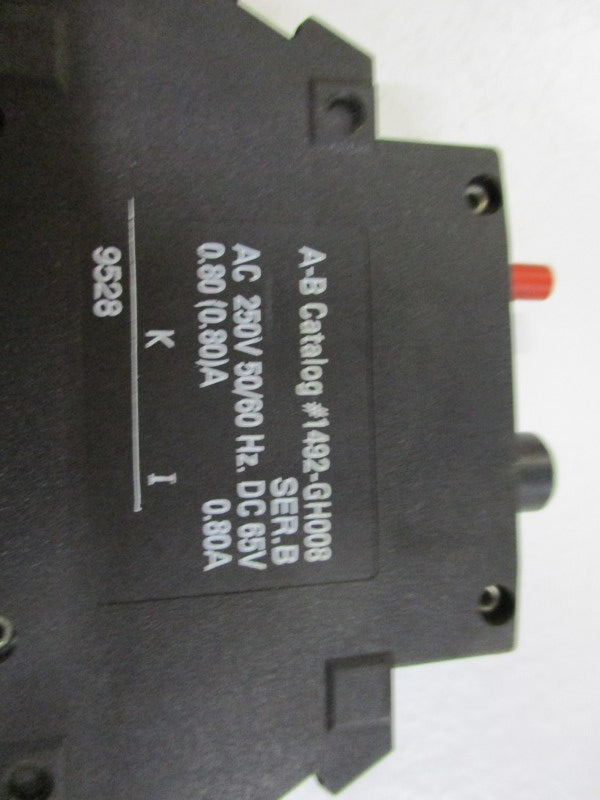 A-B Catalog #1492-GH008
SER.B
AC 250V 50/60 Hz, DC 65V
0.80 (0.80)A 0.80A
K I
9528